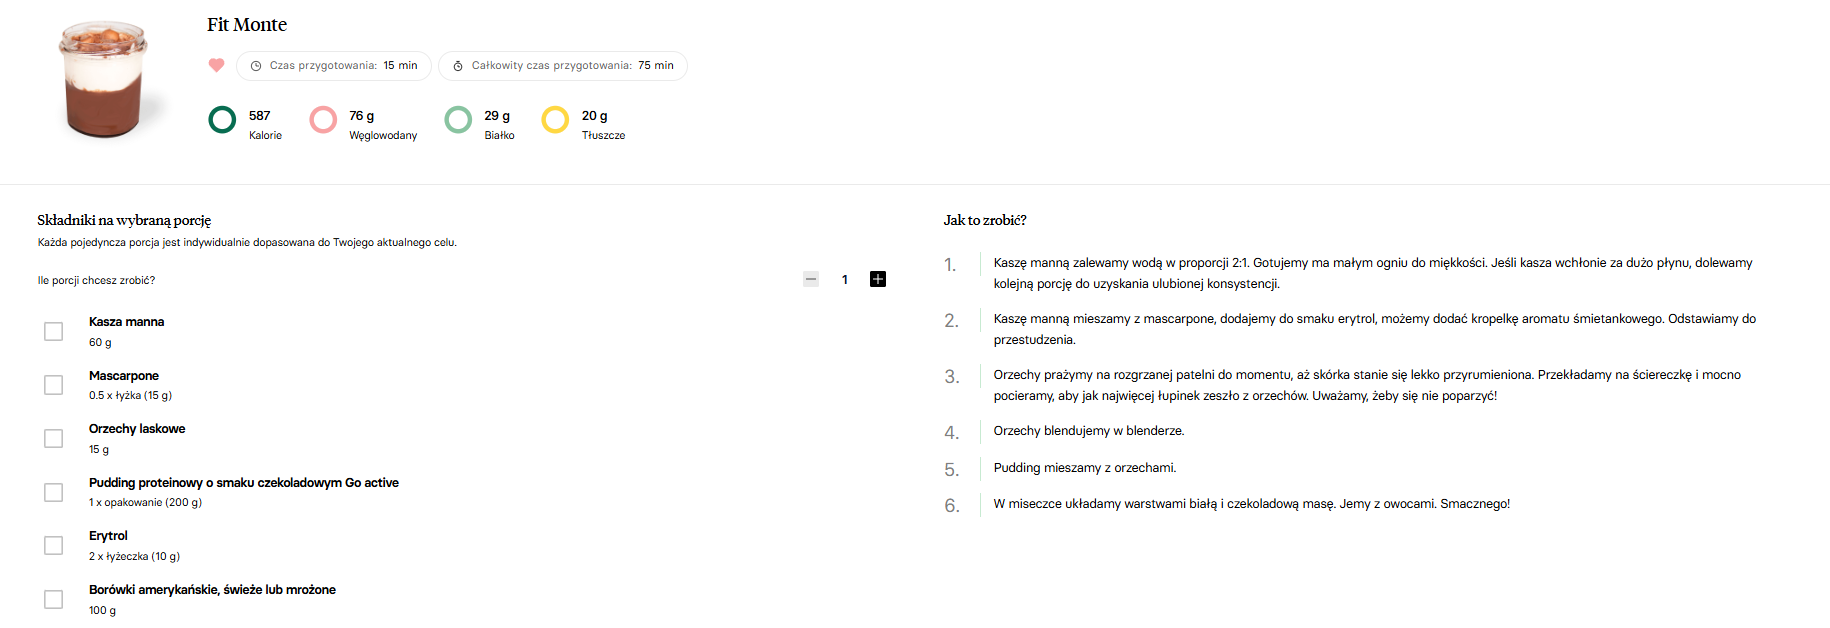 Fit Monte
Czas przygotowania: 15 min
Całkowity czas przygotowania: 75 min
587
Kalorie
76 g
Węglowodany
29 g
Białko
20 g
Tłuszcze
Składniki na wybraną porcję
Każda pojedyncza porcja jest indywidualnie dopasowana do Twojego aktualnego celu.
Ile porcji chcesz zrobić?
1
Kasza manna
60 g
Mascarpone
0.5 x łyżka (15 g)
Orzechy laskowe
15 g
Pudding proteinowy o smaku czekoladowym Go active
1 x opakowanie (200 g)
Erytrol
2 x łyżeczka (10 g)
Borówki amerykańskie, świeże lub mrożone
100 g
Jak to zrobić?
1. Kaszę manną zalewamy wodą w proporcji 2:1. Gotujemy ma małym ogniu do miękkości. Jeśli kasza wchłonie za dużo płynu, dolewamy
kolejną porcję do uzyskania ulubionej konsystencji.
2. Kaszę manną mieszamy z mascarpone, dodajemy do smaku erytrol, możemy dodać kropelkę aromatu śmietankowego. Odstawiamy do
przestudzenia.
3. Orzechy prażymy na rozgrzanej patelni do momentu, aż skórka stanie się lekko przyrumieniona. Przekładamy na ściereczkę i mocno
pocieramy, aby jak najwięcej łupinek zeszło z orzechów. Uważamy, żeby się nie poparzyć!
4. Orzechy blendujemy w blenderze.
5. Pudding mieszamy z orzechami.
6. W miseczce układamy warstwami białą i czekoladową masę. Jemy z owocami. Smacznego!